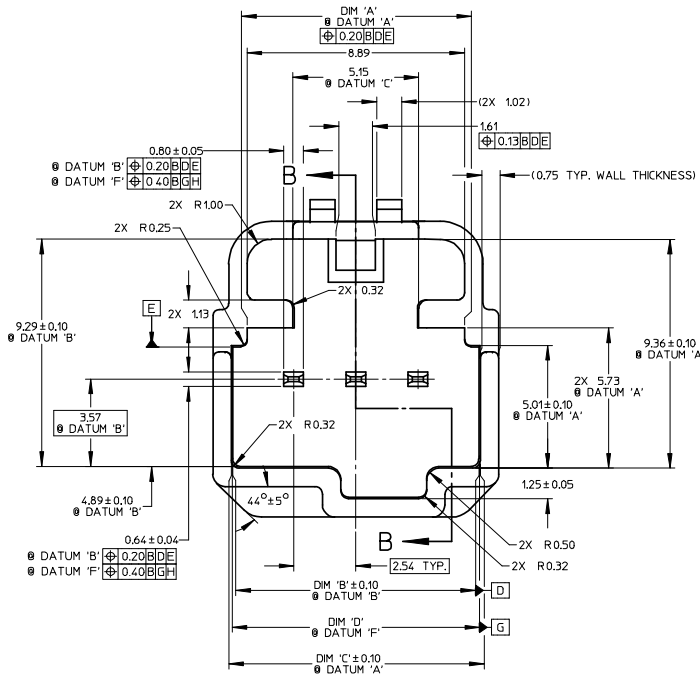 DIM 'A'
@ DATUM 'A'
⌖ 0.20 B D E
8.89
5.15
@ DATUM 'C'
(2X 1.02)
1.61
⌖ 0.13 B D E
0.80±0.05
@ DATUM 'B' ⌖ 0.20 B D E
@ DATUM 'F' ⌖ 0.40 B G H
B
(0.75 TYP. WALL THICKNESS)
2X R1.00
2X R0.25
2X 0.32
E
2X 1.13
9.29±0.10
@ DATUM 'B'
9.36±0.10
@ DATUM 'A'
2X 5.73
@ DATUM 'A'
5.01±0.10
@ DATUM 'A'
3.57
@ DATUM 'B'
2X R0.32
4.89±0.10
@ DATUM 'B'
44°±5°
1.25±0.05
0.64±0.04
@ DATUM 'B' ⌖ 0.20 B D E
@ DATUM 'F' ⌖ 0.40 B G H
B
2X R0.50
2X R0.32
2.54 TYP.
DIM 'B'±0.10
@ DATUM 'B'
D
DIM 'D'
@ DATUM 'F'
G
DIM 'C'±0.10
@ DATUM 'A'